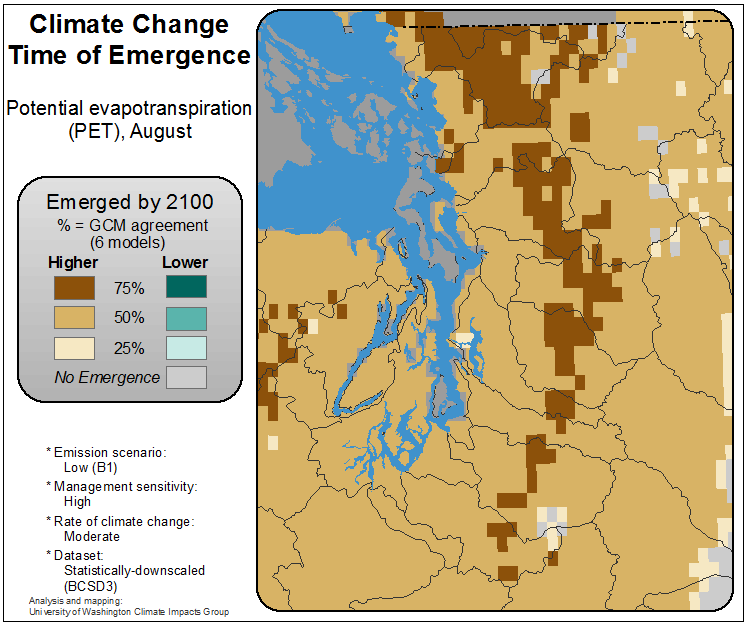 Climate Change
Time of Emergence
Potential evapotranspiration
(PET), August
Emerged by 2100
% = GCM agreement
(6 models)
Higher Lower
75%
50%
25%
No Emergence
* Emission scenario:
Low (B1)
* Management sensitivity:
High
* Rate of climate change:
Moderate
* Dataset:
Statistically-downscaled
(BCSD3)
Analysis and mapping:
University of Washington Climate Impacts Group